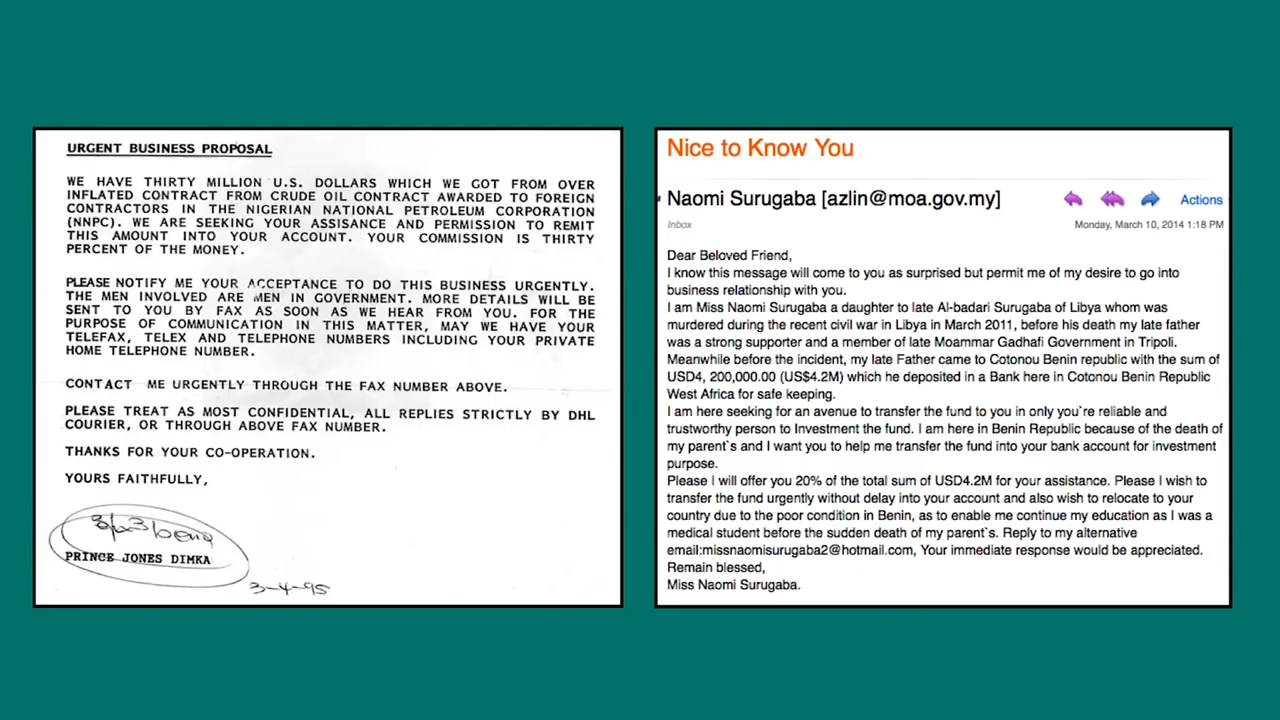 URGENT BUSINESS PROPOSAL
WE HAVE THIRTY MILLION U.S. DOLLARS WHICH WE GOT FROM OVER
INFLATED CONTRACT FROM CRUDE OIL CONTRACT AWARDED TO FOREIGN
CONTRACTORS IN THE NIGERIAN NATIONAL PETROLEUM CORPORATION
(NNPC). WE ARE SEEKING YOUR ASSISANCE AND PERMISSION TO REMIT
THIS AMOUNT INTO YOUR ACCOUNT. YOUR COMMISSION IS THIRTY
PERCENT OF THE MONEY.
PLEASE NOTIFY ME YOUR ACCEPTANCE TO DO THIS BUSINESS URGENTLY.
THE MEN INVOLVED ARE MEN IN GOVERNMENT. MORE DETAILS WILL BE
SENT TO YOU BY FAX AS SOON AS WE HEAR FROM YOU. FOR THE
PURPOSE OF COMMUNICATION IN THIS MATTER, MAY WE HAVE YOUR
TELEFAX, TELEX AND TELEPHONE NUMBERS INCLUDING YOUR PRIVATE
HOME TELEPHONE NUMBER.
CONTACT ME URGENTLY THROUGH THE FAX NUMBER ABOVE.
PLEASE TREAT AS MOST CONFIDENTIAL, ALL REPLIES STRICTLY BY DHL
COURIER, OR THROUGH ABOVE FAX NUMBER.
THANKS FOR YOUR CO-OPERATION.
YOURS FAITHFULLY,
PRINCE JONES DIMKA
3-4-95
Nice to Know You
Naomi Surugaba [azlin@moa.gov.my]
Actions
Inbox
Monday, March 10, 2014 1:18 PM
Dear Beloved Friend,
I know this message will come to you as surprised but permit me of my desire to go into
business relationship with you.
I am Miss Naomi Surugaba a daughter to late Al-badari Surugaba of Libya whom was
murdered during the recent civil war in Libya in March 2011, before his death my late father
was a strong supporter and a member of late Moammar Gadhafi Government in Tripoli.
Meanwhile before the incident, my late Father came to Cotonou Benin republic with the sum of
USD4, 200,000.00 (US$4.2M) which he deposited in a Bank here in Cotonou Benin Republic
West Africa for safe keeping.
I am here seeking for an avenue to transfer the fund to you in only you`re reliable and
trustworthy person to Investment the fund. I am here in Benin Republic because of the death of
my parent`s and I want you to help me transfer the fund into your bank account for investment
purpose.
Please I will offer you 20% of the total sum of USD4.2M for your assistance. Please I wish to
transfer the fund urgently without delay into your account and also wish to relocate to your
country due to the poor condition in Benin, as to enable me continue my education as I was a
medical student before the sudden death of my parent`s. Reply to my alternative
email:missnaomisurugaba2@hotmail.com, Your immediate response would be appreciated.
Remain blessed,
Miss Naomi Surugaba.